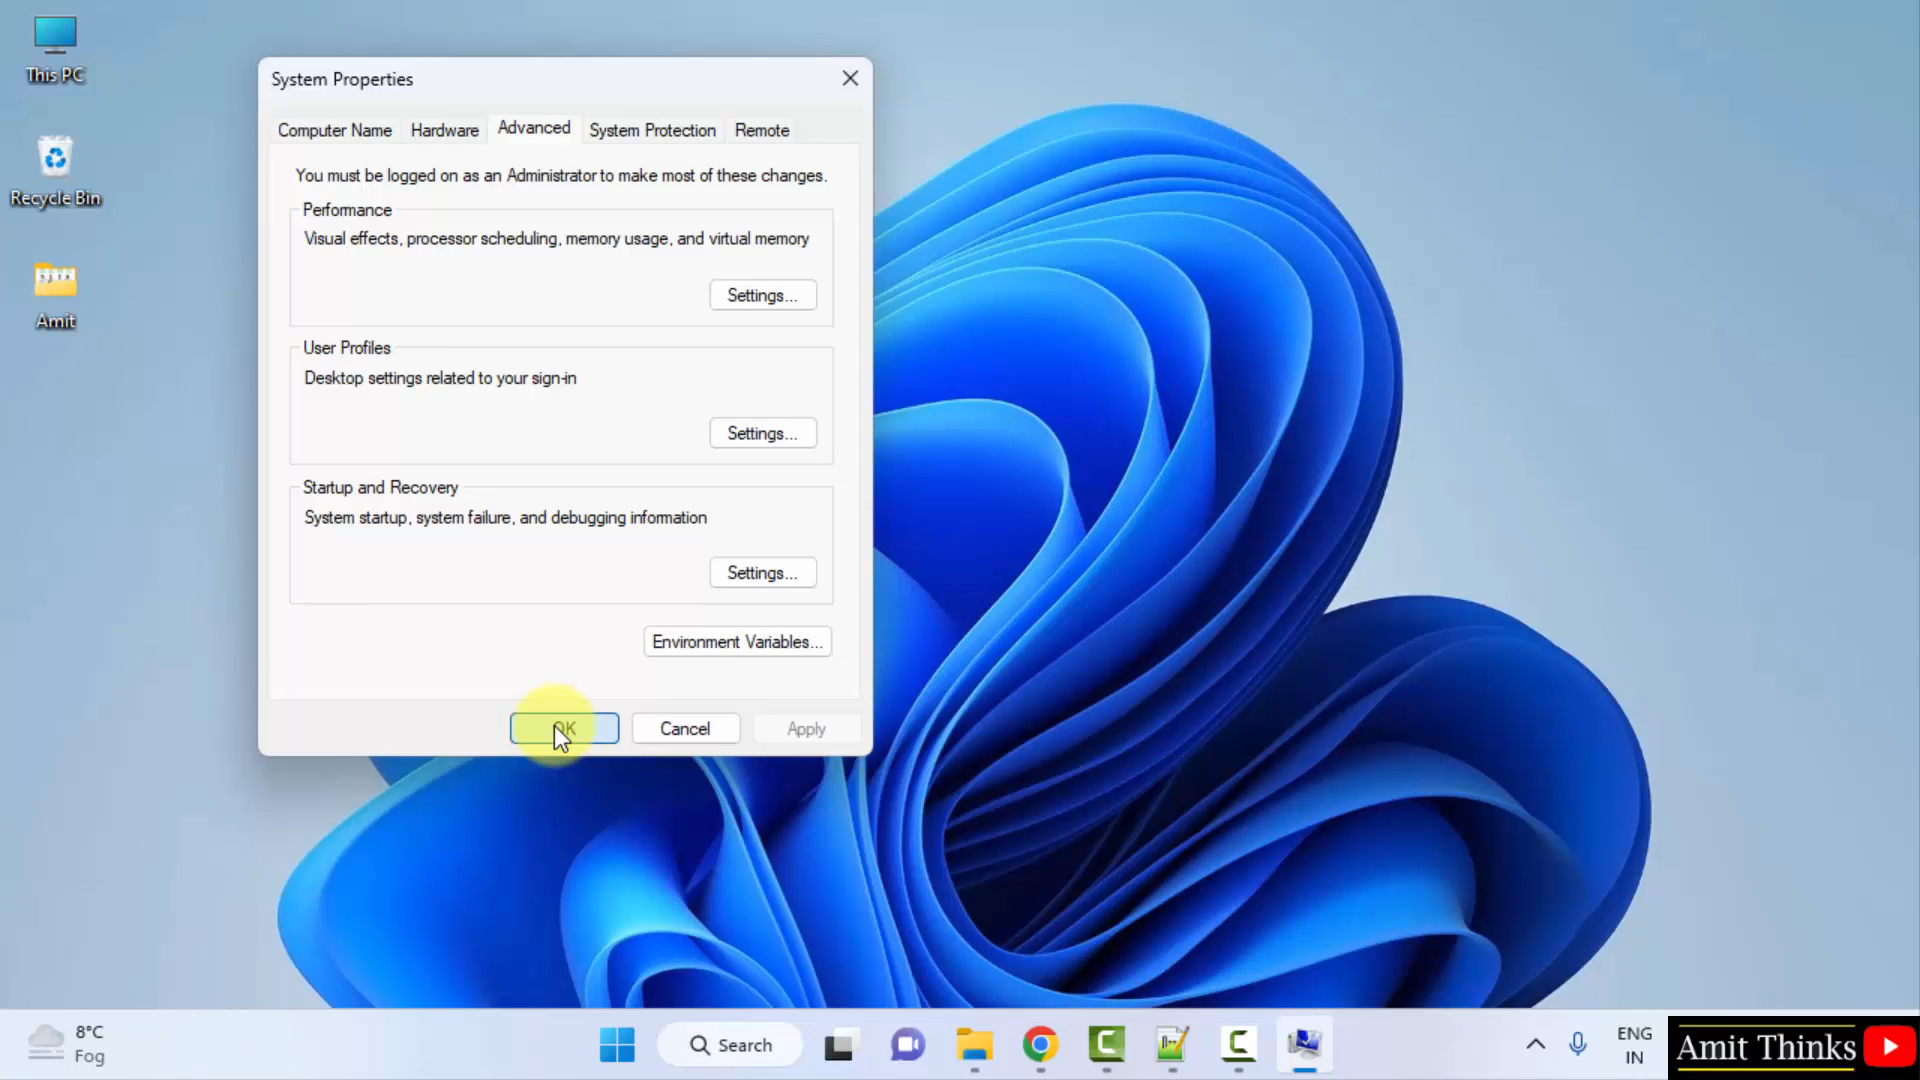 This PC
Recycle Bin
Amit
System Properties
Computer Name
Hardware
Advanced
System Protection
Remote
You must be logged on as an Administrator to make most of these changes.
Performance
Visual effects, processor scheduling, memory usage, and virtual memory
Settings...
User Profiles
Desktop settings related to your sign-in
Settings...
Startup and Recovery
System startup, system failure, and debugging information
Settings...
Environment Variables...
OK
Cancel
Apply
8°C
Fog
Search
ENG
IN
Amit Thinks